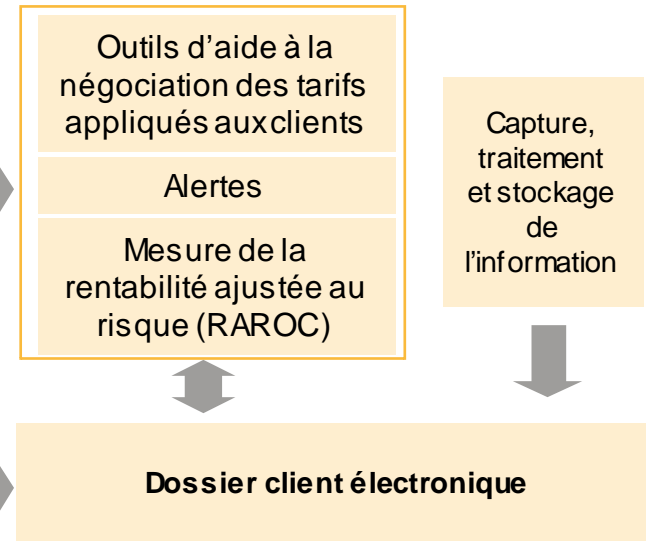 Outils d'aide à la
négociation des tarifs
appliqués aux clients
Alertes
Mesure de la
rentabilité ajustée au
risque (RAROC)
Capture,
traitement
et stockage
de
l'information
Dossier client électronique